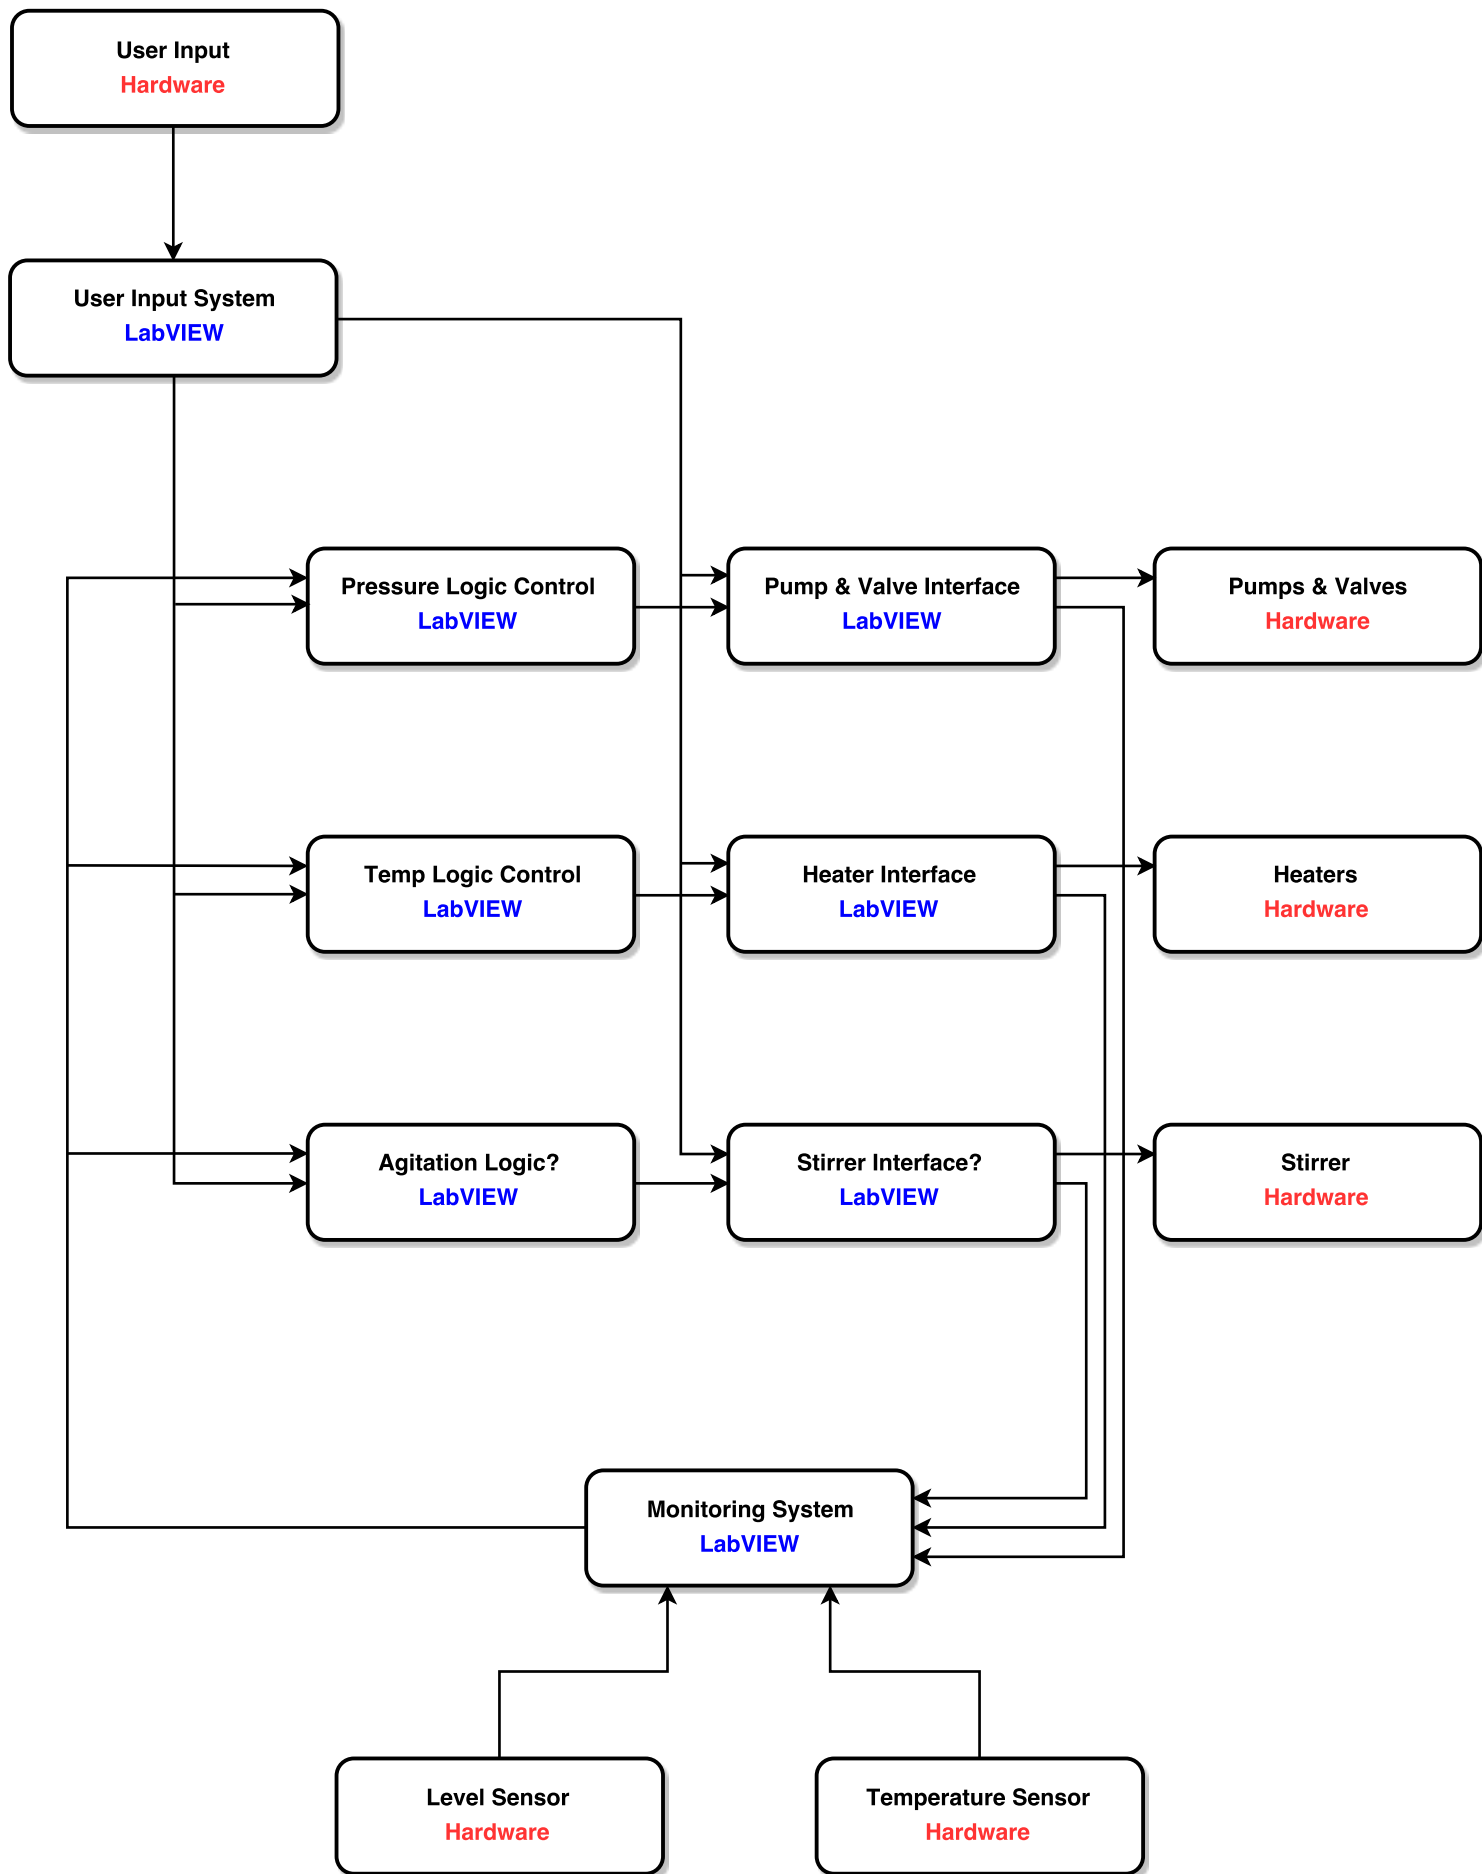 User Input
Hardware
User Input System
LabVIEW
Pressure Logic Control
LabVIEW
Pump & Valve Interface
LabVIEW
Pumps & Valves
Hardware
Temp Logic Control
LabVIEW
Heater Interface
LabVIEW
Heaters
Hardware
Agitation Logic?
LabVIEW
Stirrer Interface?
LabVIEW
Stirrer
Hardware
Monitoring System
LabVIEW
Level Sensor
Hardware
Temperature Sensor
Hardware